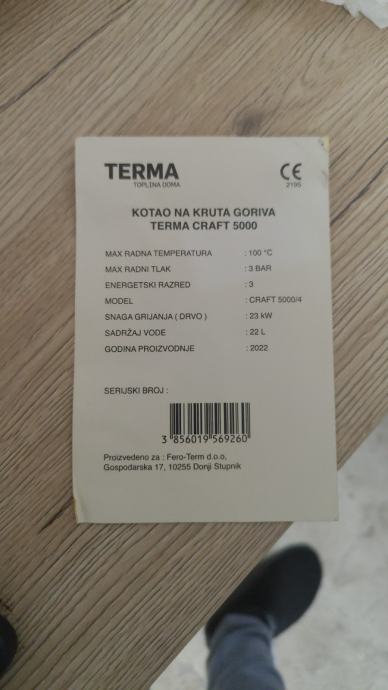 TERMA
TOPLINA DOMA
CE
2195
KOTAO NA KRUTA GORIVA
TERMA CRAFT 5000
MAX RADNA TEMPERATURA : 100 °C
MAX RADNI TLAK : 3 BAR
ENERGETSKI RAZRED : 3
MODEL : CRAFT 5000/4
SNAGA GRIJANJA ( DRVO ) : 23 kW
SADRŽAJ VODE : 22 L
GODINA PROIZVODNJE : 2022
SERIJSKI BROJ :
3 856019 569260
Proizvedeno za : Fero-Term d.o.o,
Gospodarska 17, 10255 Donji Stupnik